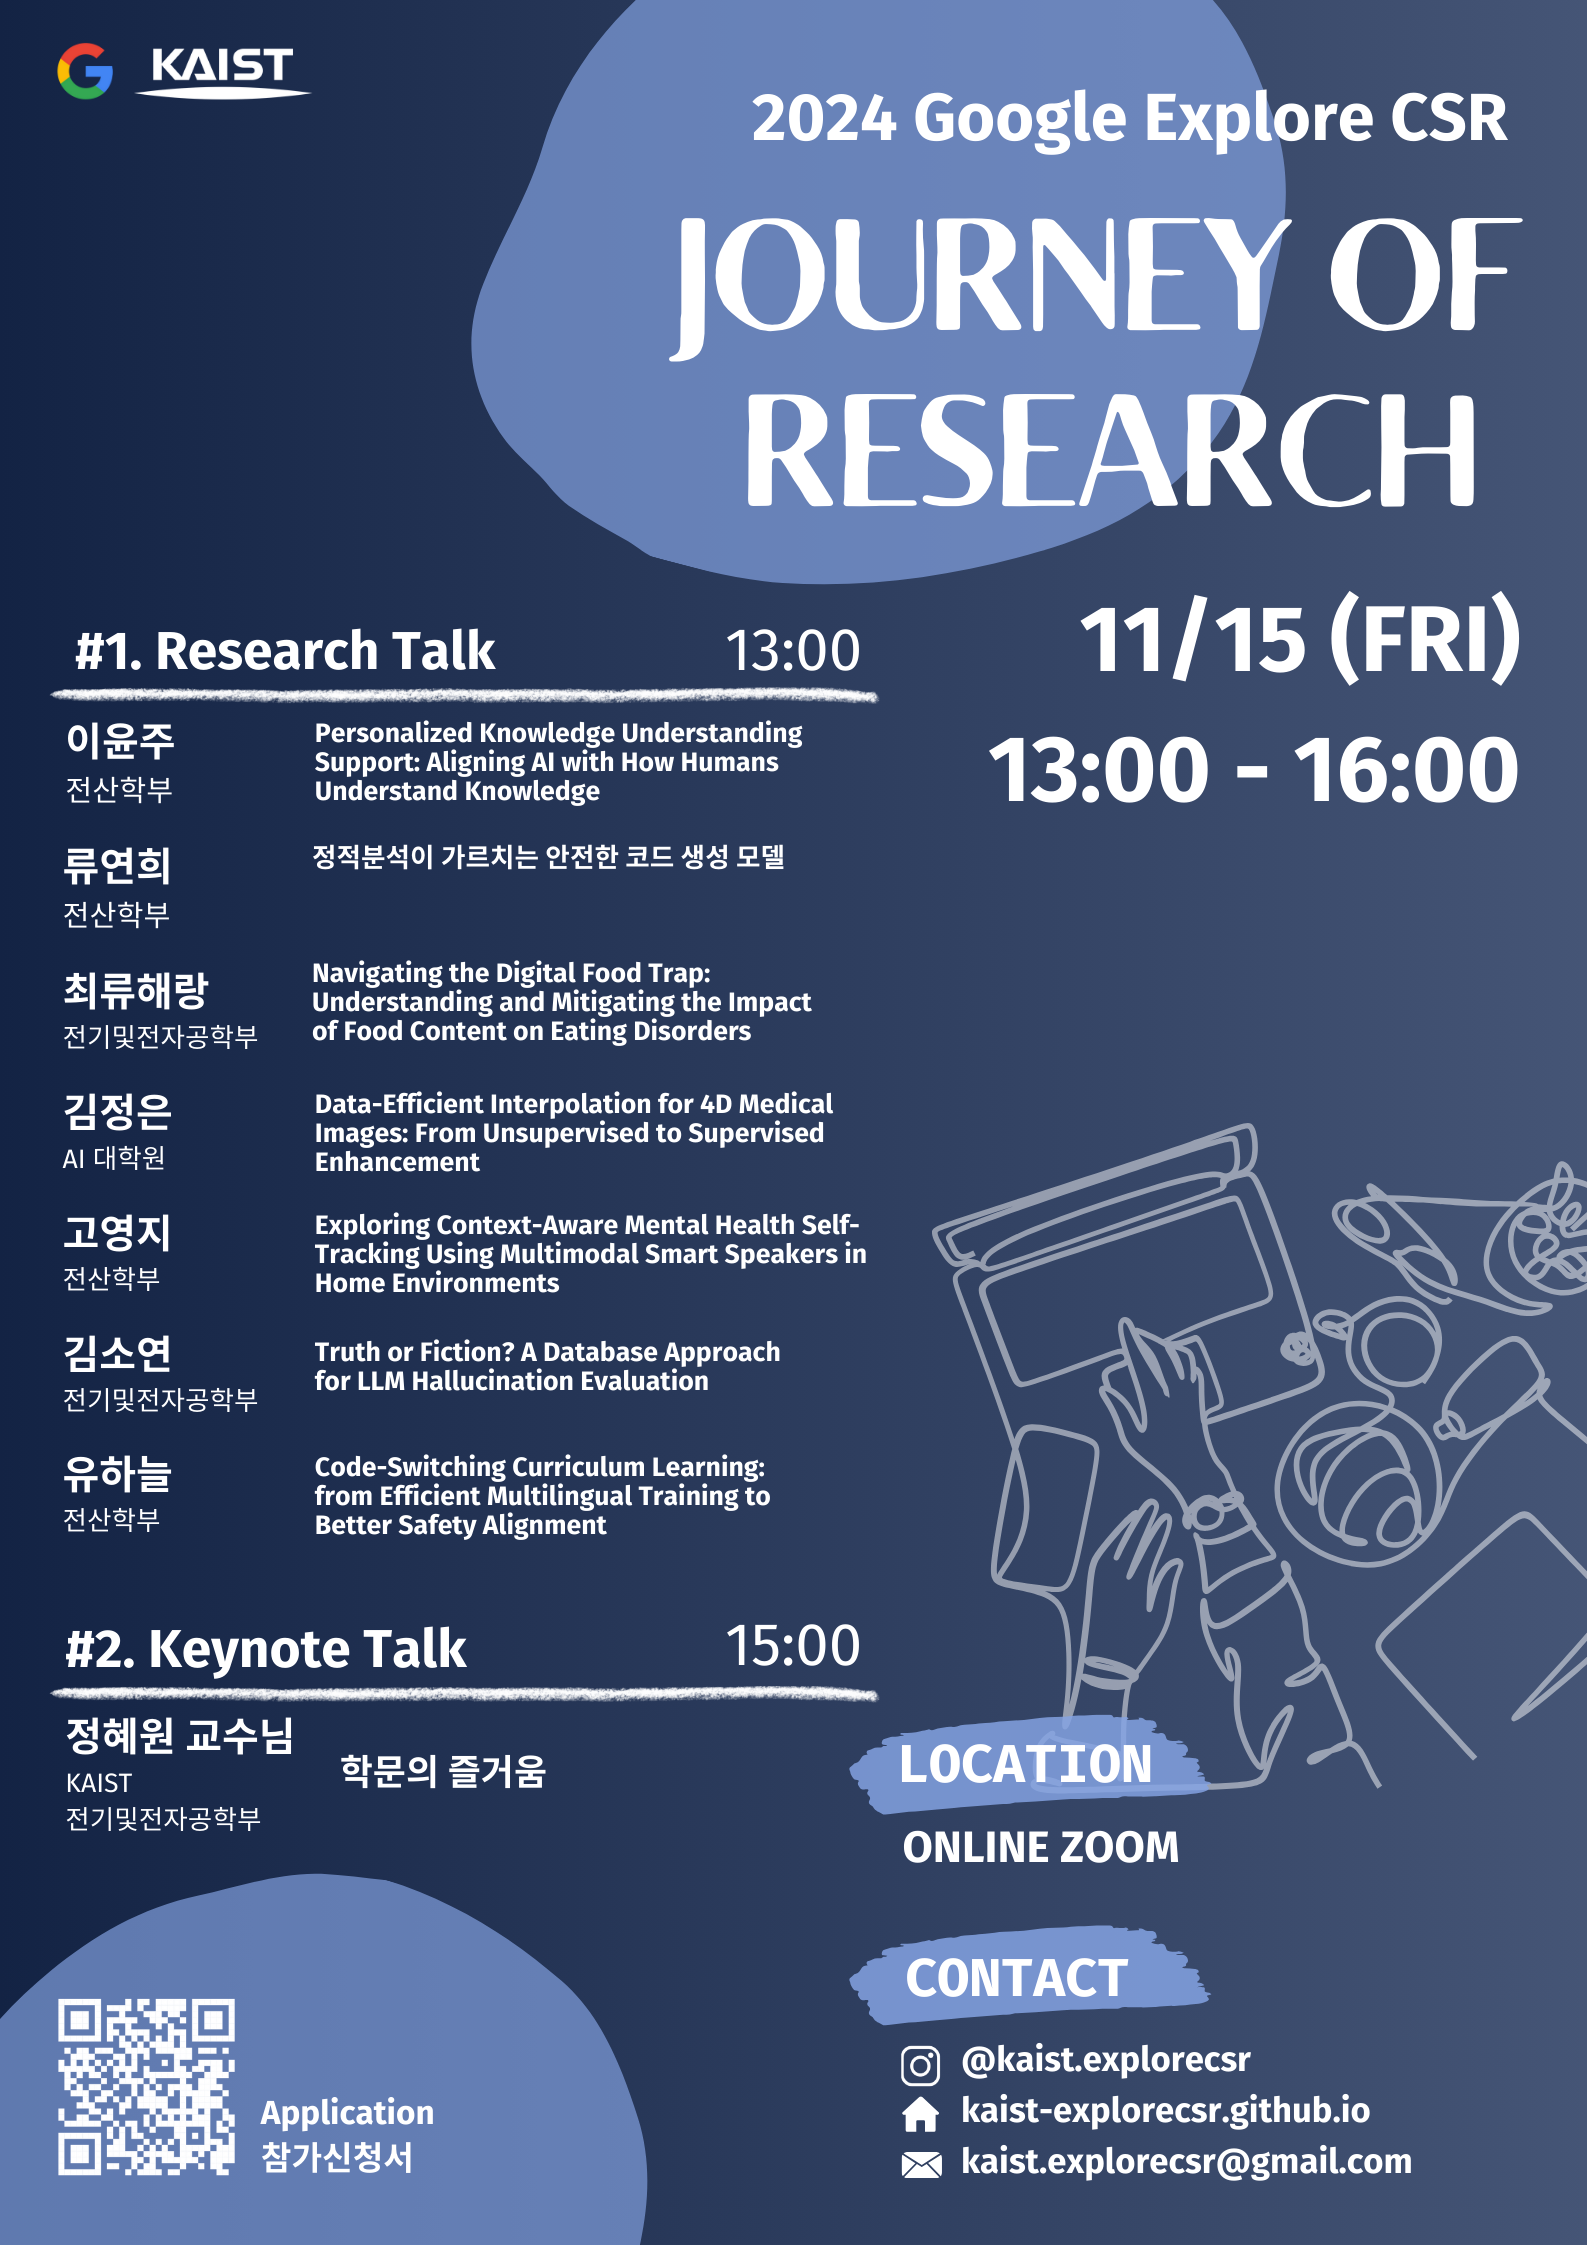 KAIST
2024 Google Explore CSR
JOURNEY OF
RESEARCH
11/15 (FRI)
13:00 - 16:00
#1. Research Talk 13:00
이윤주
전산학부
Personalized Knowledge Understanding
Support: Aligning AI with How Humans
Understand Knowledge
류연희
전산학부
정적분석이 가르치는 안전한 코드 생성 모델
최류해랑
전기및전자공학부
Navigating the Digital Food Trap:
Understanding and Mitigating the Impact
of Food Content on Eating Disorders
김정은
AI 대학원
Data-Efficient Interpolation for 4D Medical
Images: From Unsupervised to Supervised
Enhancement
고영지
전산학부
Exploring Context-Aware Mental Health Self-
Tracking Using Multimodal Smart Speakers in
Home Environments
김소연
전기및전자공학부
Truth or Fiction? A Database Approach
for LLM Hallucination Evaluation
유하늘
전산학부
Code-Switching Curriculum Learning:
from Efficient Multilingual Training to
Better Safety Alignment
#2. Keynote Talk 15:00
정혜원 교수님
KAIST
전기및전자공학부
학문의 즐거움
LOCATION
ONLINE ZOOM
CONTACT
@kaist.explorecsr
kaist-explorecsr.github.io
kaist.explorecsr@gmail.com
Application
참가신청서